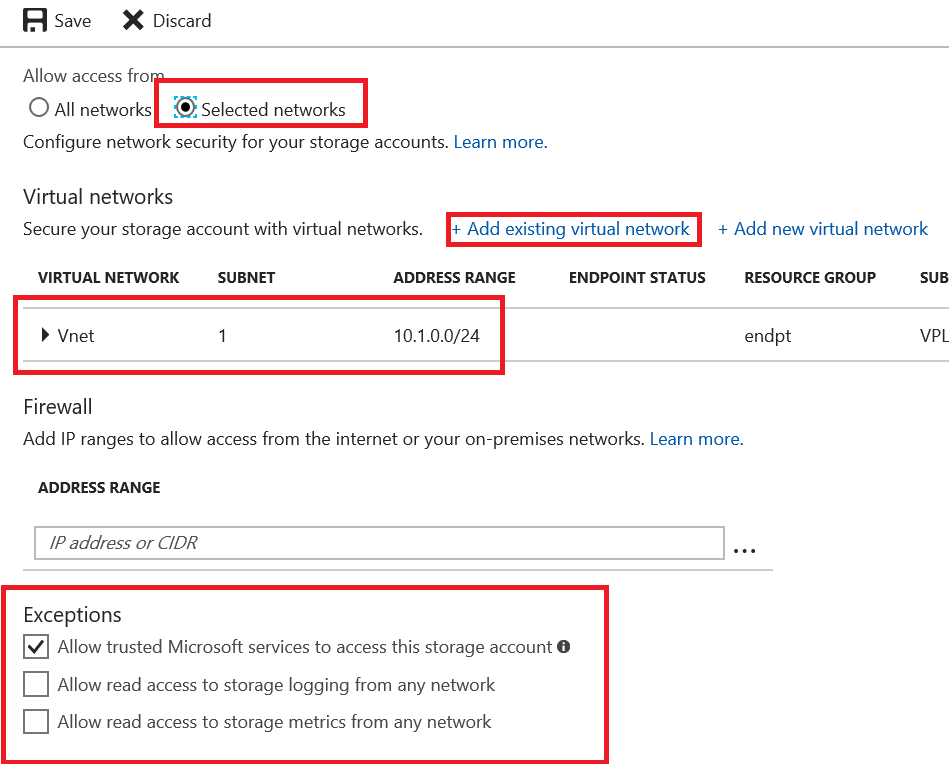 Save Discard
Allow access from
All networks Selected networks
Configure network security for your storage accounts. Learn more.
Virtual networks
Secure your storage account with virtual networks. + Add existing virtual network + Add new virtual network
VIRTUAL NETWORK SUBNET ADDRESS RANGE ENDPOINT STATUS RESOURCE GROUP SUB
Vnet 1 10.1.0.0/24 endpt VPL
Firewall
Add IP ranges to allow access from the internet or your on-premises networks. Learn more.
ADDRESS RANGE
IP address or CIDR ...
Exceptions
Allow trusted Microsoft services to access this storage account
Allow read access to storage logging from any network
Allow read access to storage metrics from any network